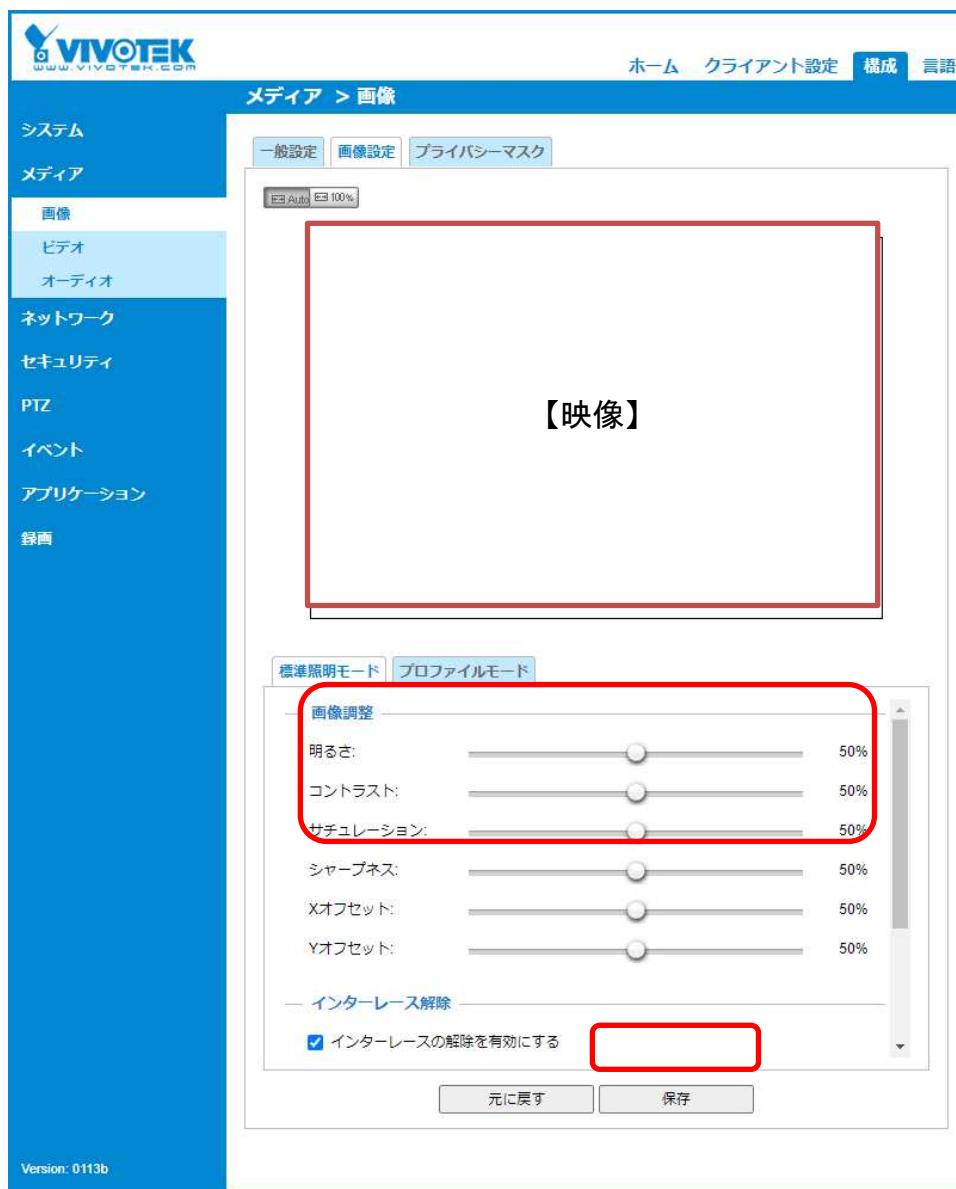 VIVOTEK
www.vivotek.com
ホーム クライアント設定 構成 言語
メディア > 画像
システム
メディア
画像
ビデオ
オーディオ
ネットワーク
セキュリティ
PTZ
イベント
アプリケーション
録画
Version: 0113b
一般設定 画像設定 プライバシーマスク
Auto 100%
【映像】
標準照明モード プロファイルモード
画像調整
明るさ: 50%
コントラスト: 50%
サチュレーション: 50%
シャープネス: 50%
Xオフセット: 50%
Yオフセット: 50%
インターレース解除
インターレースの解除を有効にする
元に戻す 保存